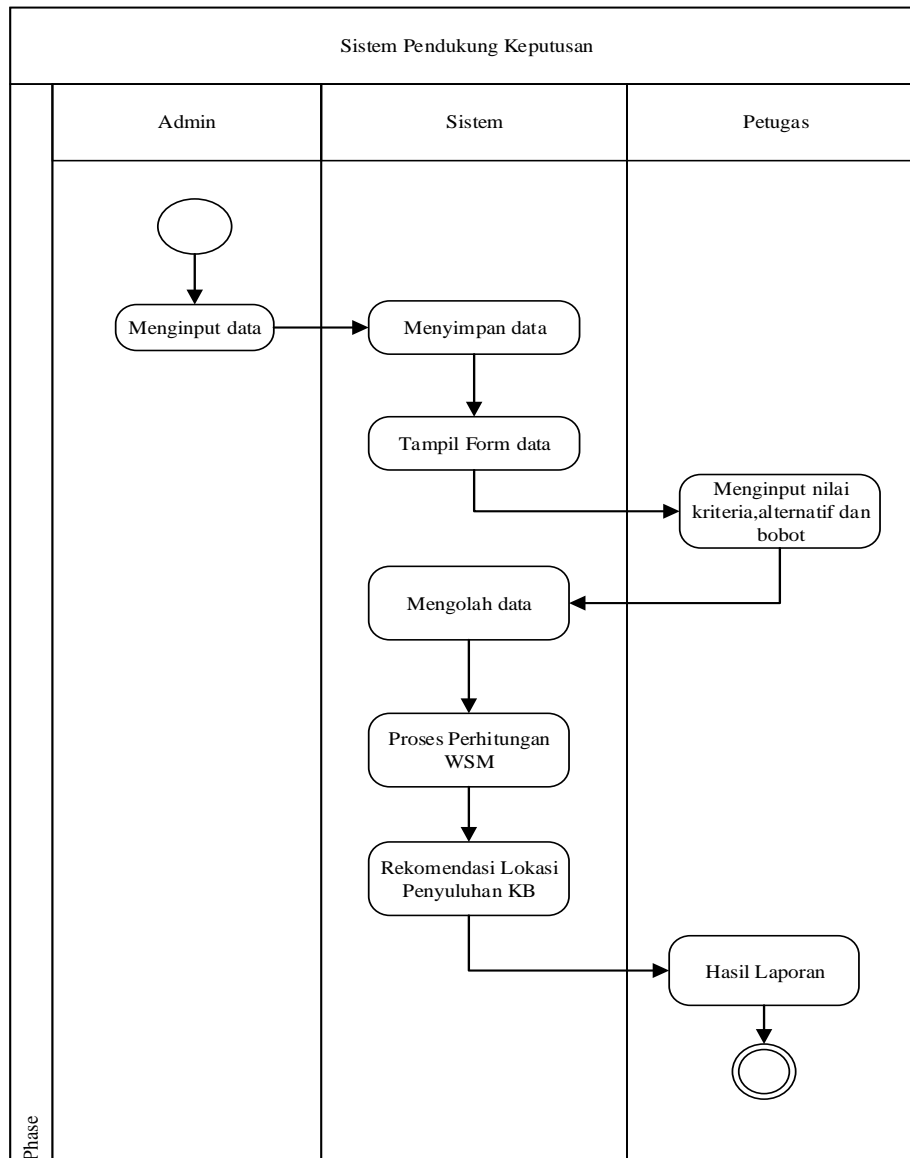 Sistem Pendukung Keputusan
Admin
Sistem
Petugas
Menginput data
Menyimpan data
Tampil Form data
Menginput nilai
kriteria,alternatif dan
bobot
Mengolah data
Proses Perhitungan
WSM
Rekomendasi Lokasi
Penyuluhan KB
Hasil Laporan
Phase